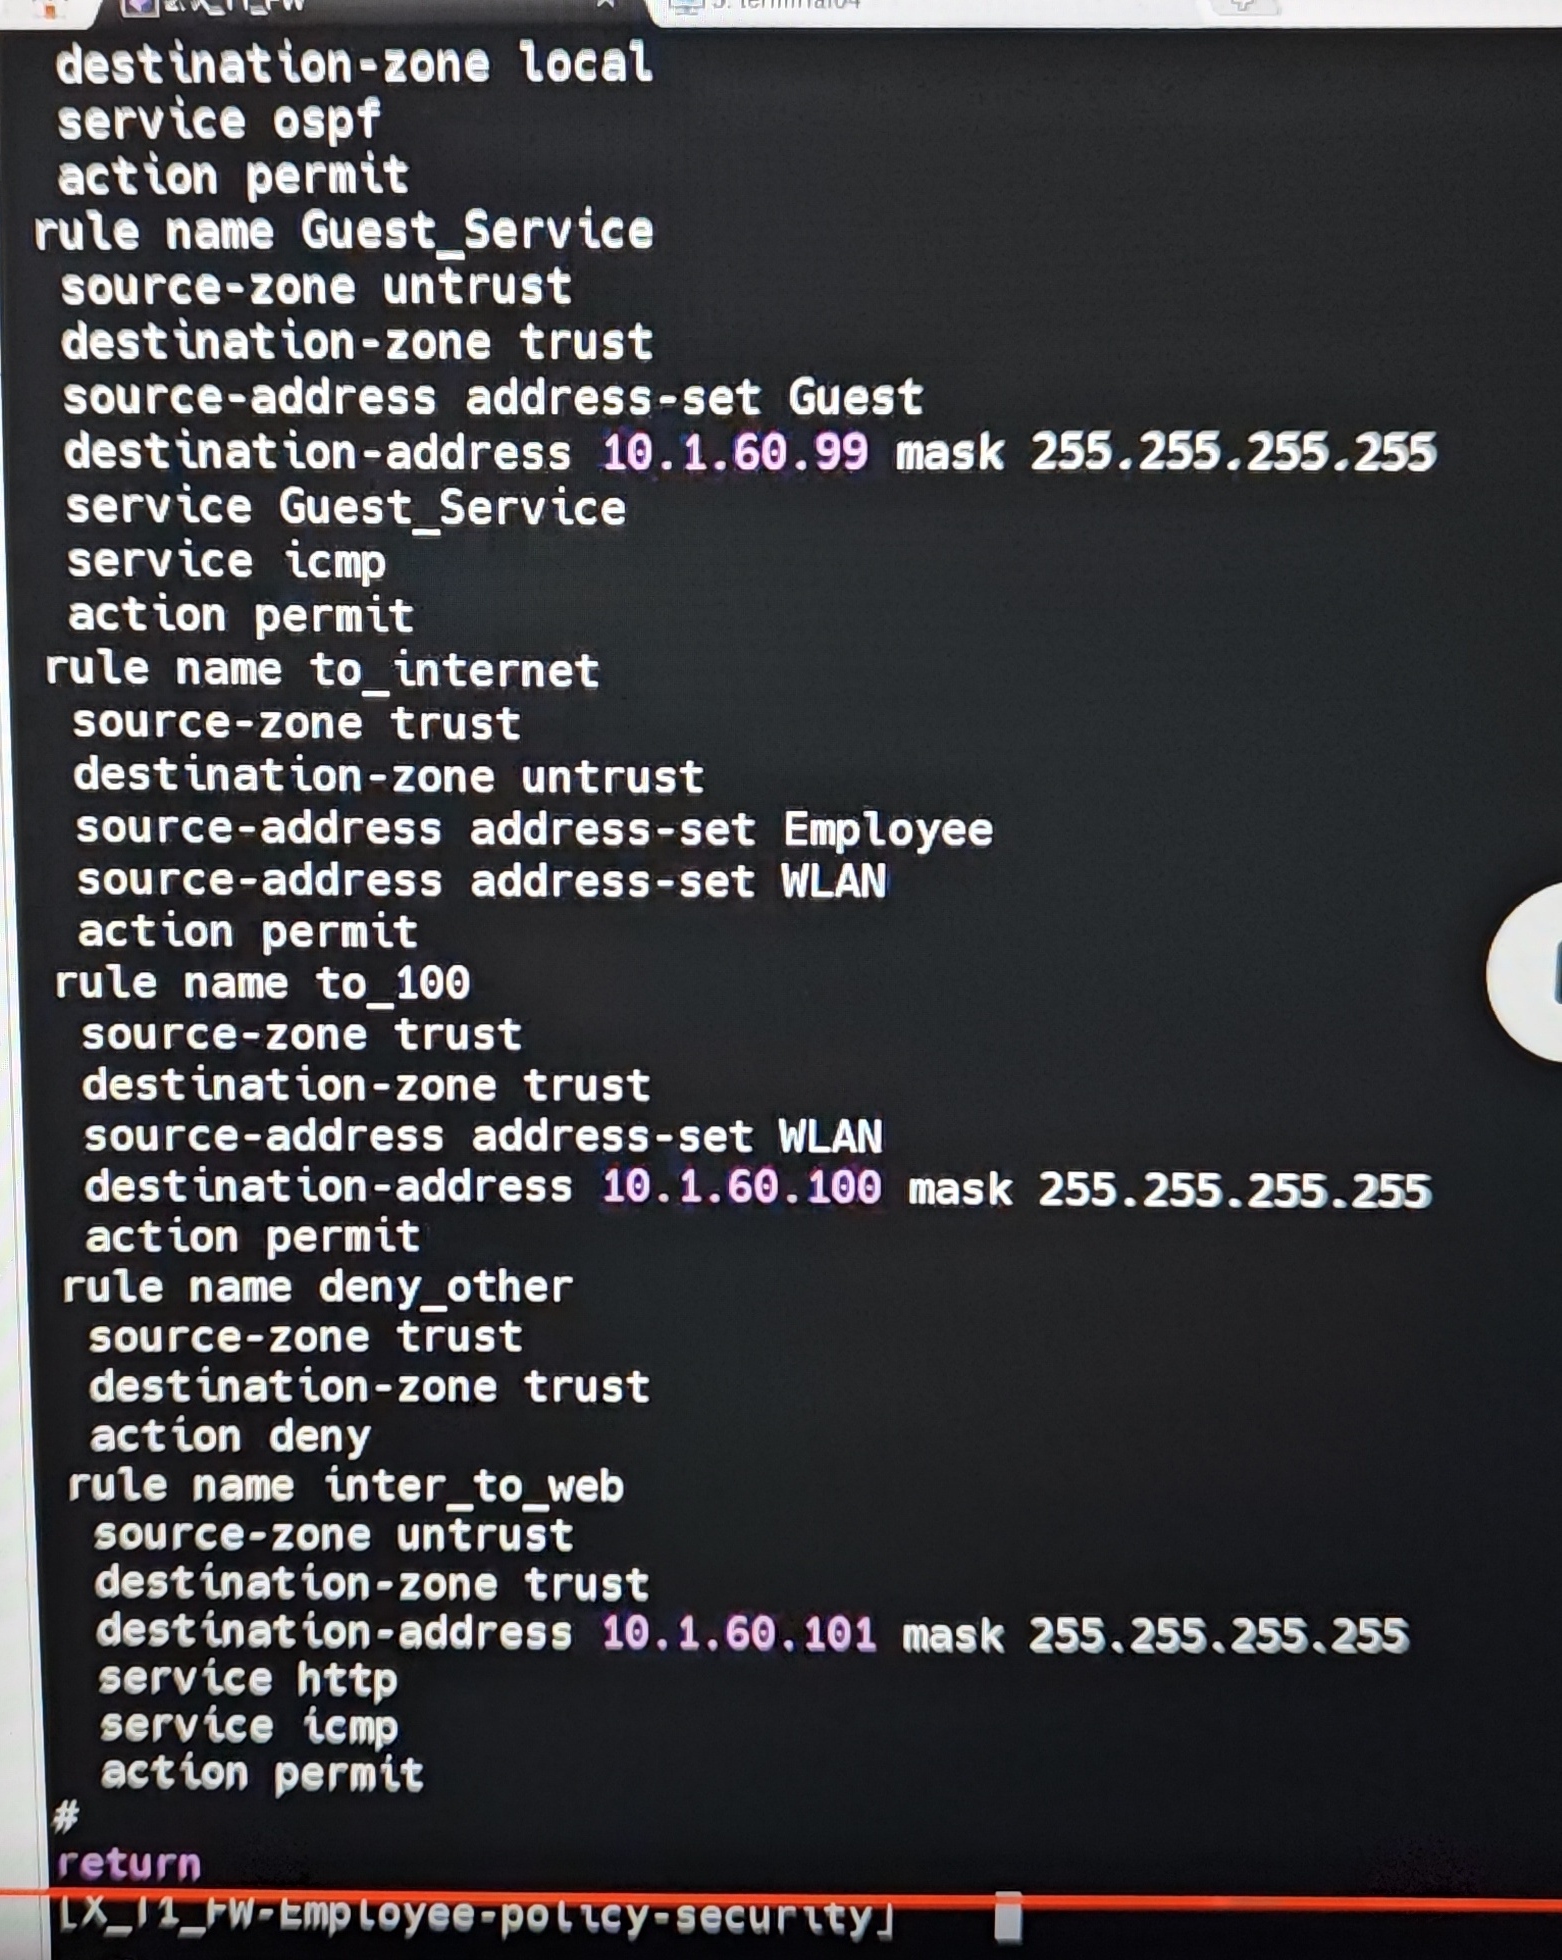 destination-zone local
service ospf
action permit
rule name Guest_Service
source-zone untrust
destination-zone trust
source-address address-set Guest
destination-address 10.1.60.99 mask 255.255.255.255
service Guest_Service
service icmp
action permit
rule name to_internet
source-zone trust
destination-zone untrust
source-address address-set Employee
source-address address-set WLAN
action permit
rule name to_100
source-zone trust
destination-zone trust
source-address address-set WLAN
destination-address 10.1.60.100 mask 255.255.255.255
action permit
rule name deny_other
source-zone trust
destination-zone trust
action deny
rule name inter_to_web
source-zone untrust
destination-zone trust
destination-address 10.1.60.101 mask 255.255.255.255
service http
service icmp
action permit
#
return
[X_T1_FW-Employee-policy-security]